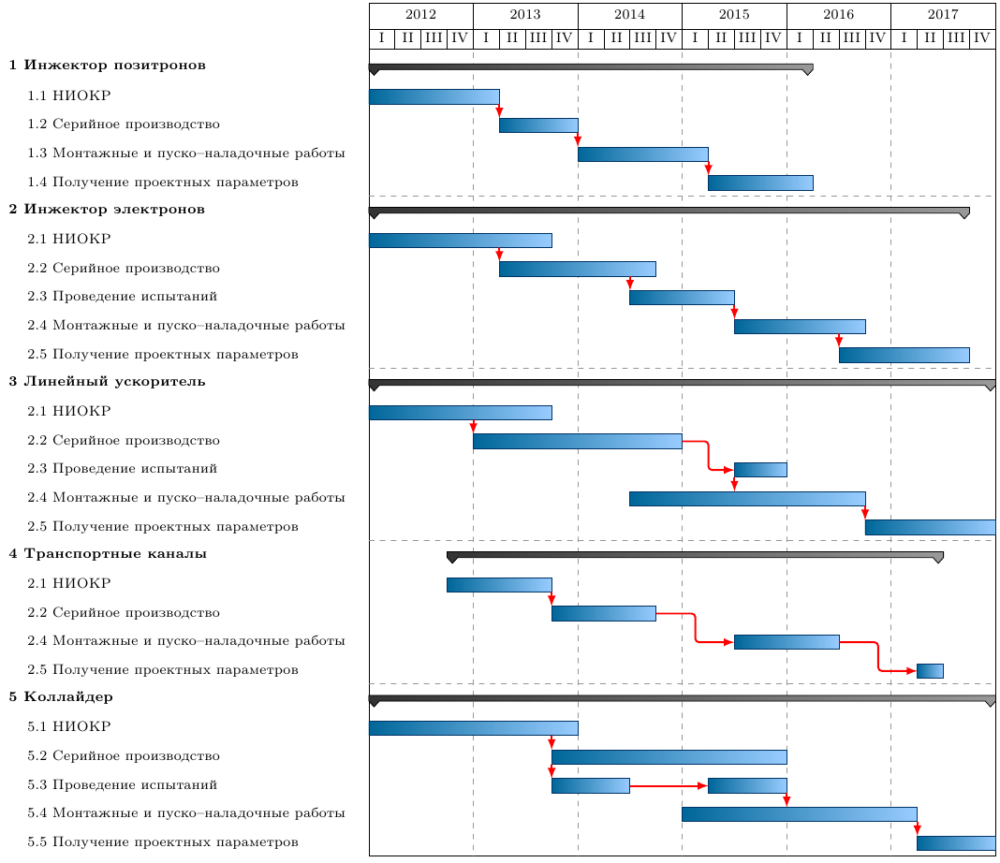 2012 2013 2014 2015 2016 2017
I II III IV I II III IV I II III IV I II III IV I II III IV I II III IV
1 Инжектор позитронов
1.1 НИОКР
1.2 Серийное производство
1.3 Монтажные и пуско–наладочные работы
1.4 Получение проектных параметров
2 Инжектор электронов
2.1 НИОКР
2.2 Серийное производство
2.3 Проведение испытаний
2.4 Монтажные и пуско–наладочные работы
2.5 Получение проектных параметров
3 Линейный ускоритель
2.1 НИОКР
2.2 Серийное производство
2.3 Проведение испытаний
2.4 Монтажные и пуско–наладочные работы
2.5 Получение проектных параметров
4 Транспортные каналы
2.1 НИОКР
2.2 Серийное производство
2.4 Монтажные и пуско–наладочные работы
2.5 Получение проектных параметров
5 Коллайдер
5.1 НИОКР
5.2 Серийное производство
5.3 Проведение испытаний
5.4 Монтажные и пуско–наладочные работы
5.5 Получение проектных параметров